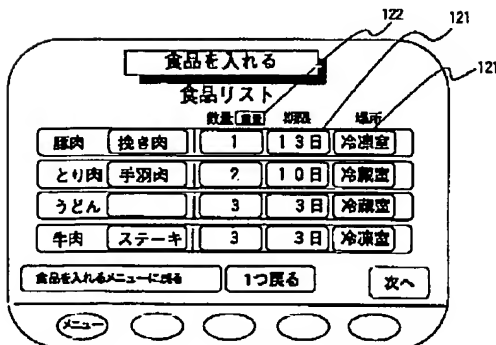 122
121
食品を入れる
食品リスト
数量 重量 期限 場所
121
豚肉 挽き肉 1 13日 冷凍室
とり肉 手羽肉 2 10日 冷蔵室
うどん 3 3日 冷蔵室
牛肉 ステーキ 3 3日 冷凍室
食品を入れるメニューに戻る 1つ戻る 次へ
メニュー